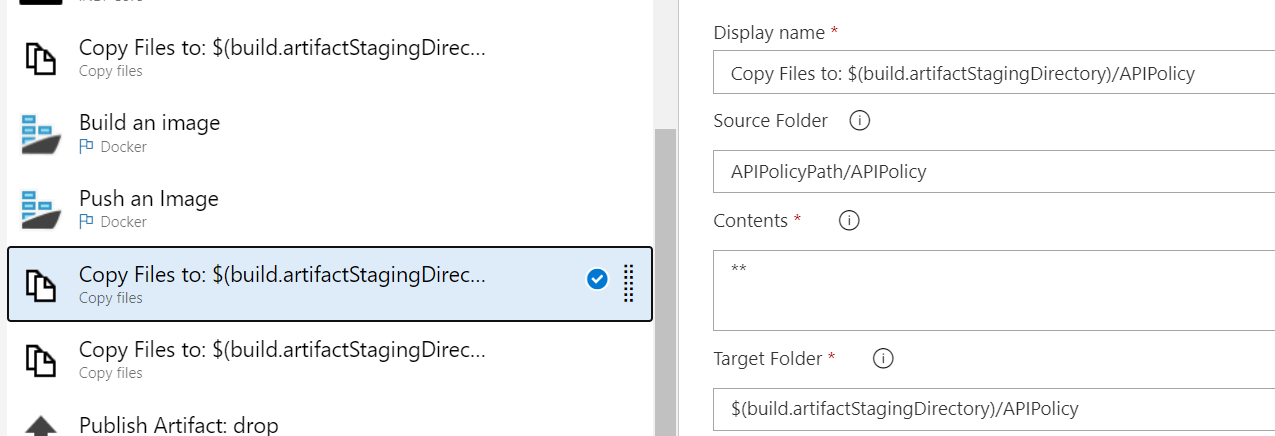 Copy Files to: $(build.artifactStagingDirec...
Copy files
Build an image
Docker
Push an Image
Docker
Copy Files to: $(build.artifactStagingDirec...
Copy files
Copy Files to: $(build.artifactStagingDirec...
Copy files
Publish Artifact: drop
Display name *
Copy Files to: $(build.artifactStagingDirectory)/APIPolicy
Source Folder
APIPolicyPath/APIPolicy
Contents *
**
Target Folder *
$(build.artifactStagingDirectory)/APIPolicy